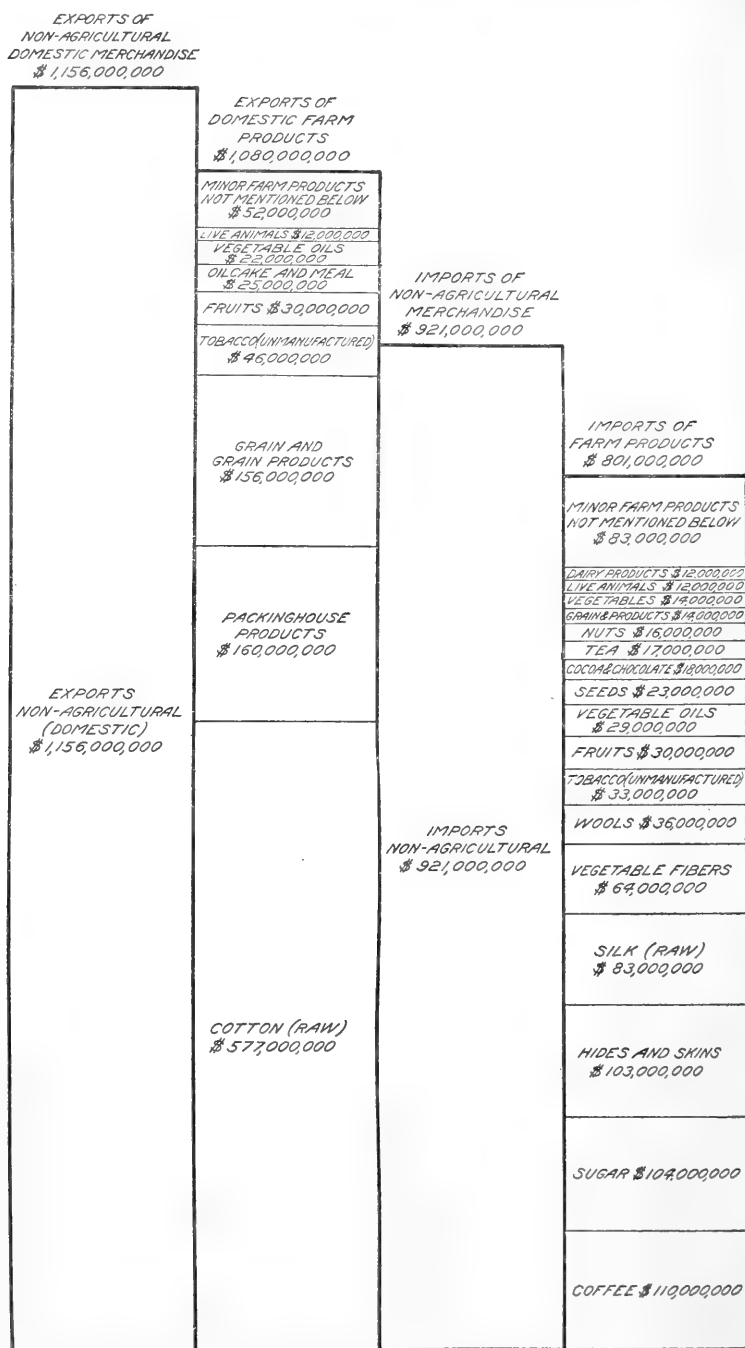 EXPORTS OF
NON-AGRICULTURAL
DOMESTIC MERCHANDISE
$1,156,000,000
EXPORTS
NON-AGRICULTURAL
(DOMESTIC)
$1,156,000,000
EXPORTS OF
DOMESTIC FARM
PRODUCTS
$1,080,000,000
MINOR FARM PRODUCTS
NOT MENTIONED BELOW
$52,000,000
LIVE ANIMALS $12,000,000
VEGETABLE OILS
$22,000,000
OILCAKE AND MEAL
$25,000,000
FRUITS $30,000,000
TOBACCO(UNMANUFACTURED)
$46,000,000
GRAIN AND
GRAIN PRODUCTS
$156,000,000
PACKINGHOUSE
PRODUCTS
$160,000,000
COTTON (RAW)
$577,000,000
IMPORTS OF
NON-AGRICULTURAL
MERCHANDISE
$921,000,000
IMPORTS
NON-AGRICULTURAL
$921,000,000
IMPORTS OF
FARM PRODUCTS
$801,000,000
MINOR FARM PRODUCTS
NOT MENTIONED BELOW
$83,000,000
DAIRY PRODUCTS $12,000,000
LIVE ANIMALS $12,000,000
VEGETABLES $14,000,000
GRAIN&PRODUCTS $14,000,000
NUTS $16,000,000
TEA $17,000,000
COCOA&CHOCOLATE $18,000,000
SEEDS $23,000,000
VEGETABLE OILS
$29,000,000
FRUITS $30,000,000
TOBACCO(UNMANUFACTURED)
$33,000,000
WOOLS $36,000,000
VEGETABLE FIBERS
$64,000,000
SILK (RAW)
$83,000,000
HIDES AND SKINS
$103,000,000
SUGAR $104,000,000
COFFEE $110,000,000